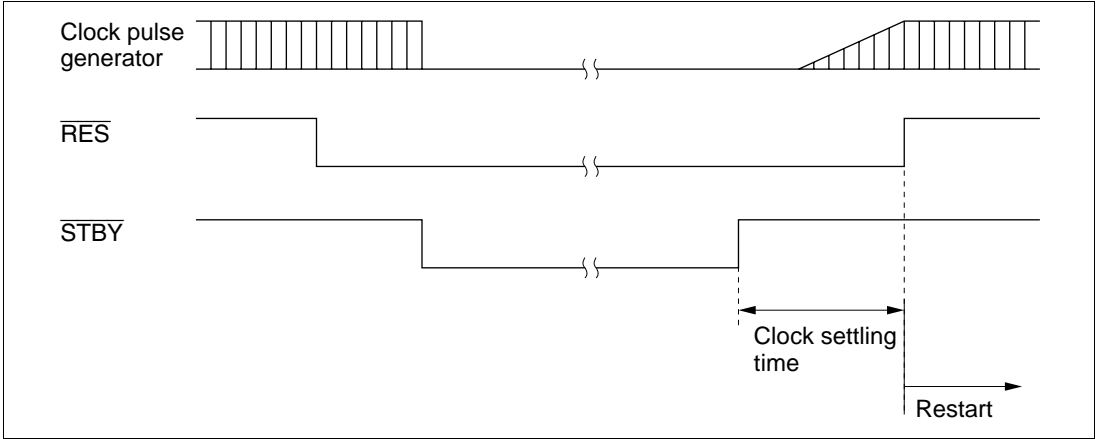 Clock pulse
generator
RES
STBY
Clock settling
time
Restart